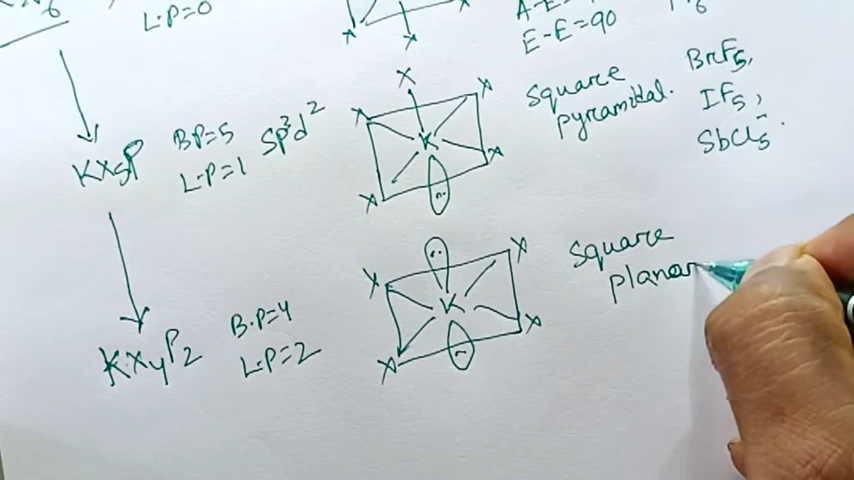 L.P=0
E-E=90
X
X
X
KX5P
BP=5
L.P=1
Sp3d2
X
X
K
X
X
X
Square
pyramidal.
BrF5,
IF5,
SbCl5-
KX4P2
B.P=4
L.P=2
X
X
K
X
X
Square
planar